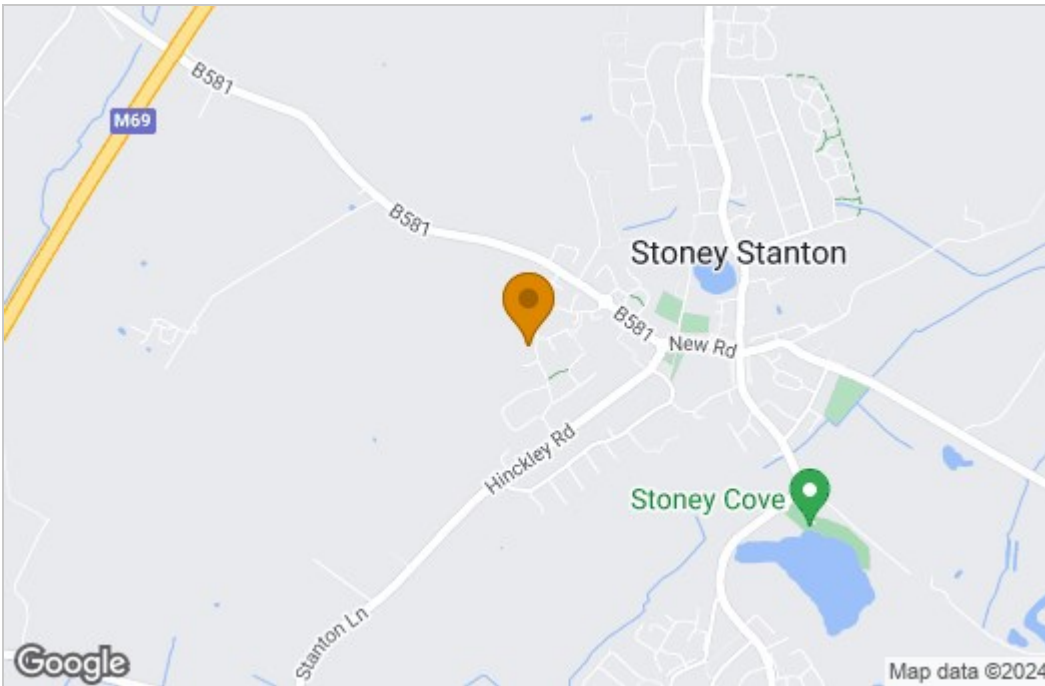 B581
M69
B581
Stoney Stanton
B581
New Rd
Hinckley Rd
Stoney Cove
Stanton Ln
Google
Map data ©2024